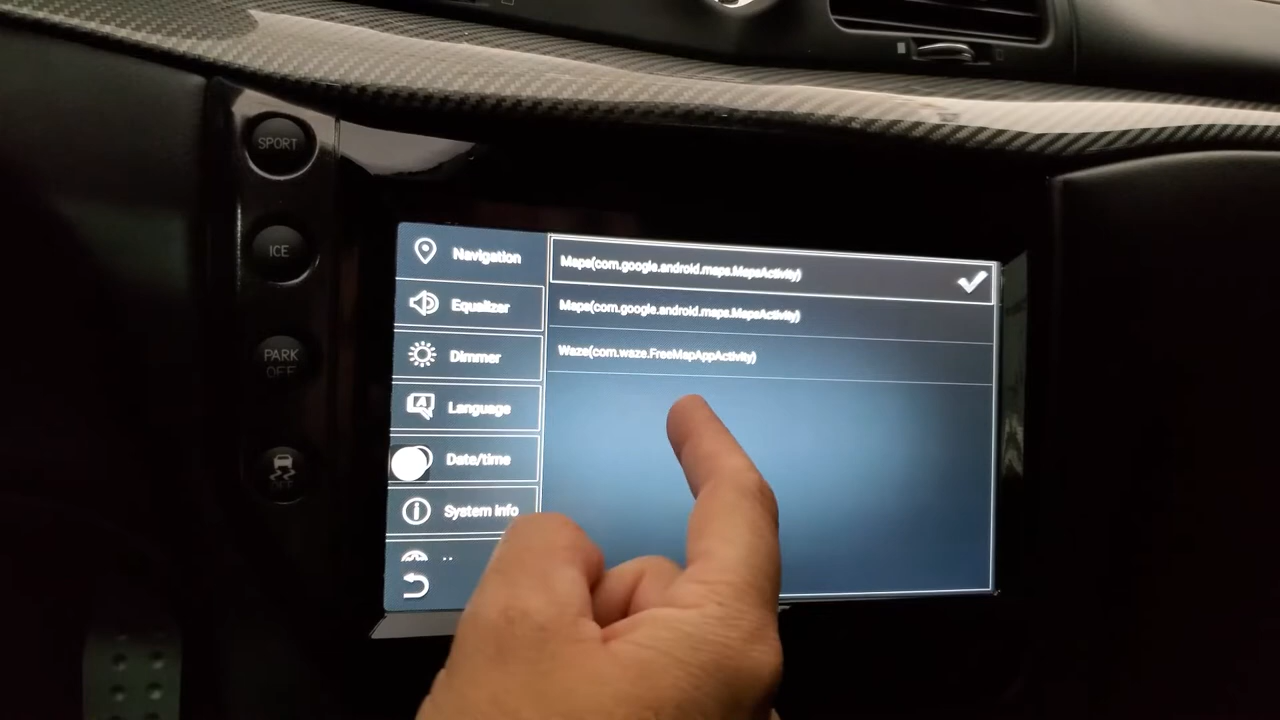 SPORT
ICE
PARK
OFF
Navigation
Equalizer
Dimmer
Language
Date/time
System info
Maps(com.google.android.maps.MapsActivity)
Maps(com.google.android.maps.MapsActivity)
Waze(com.waze.FreeMapAppActivity)